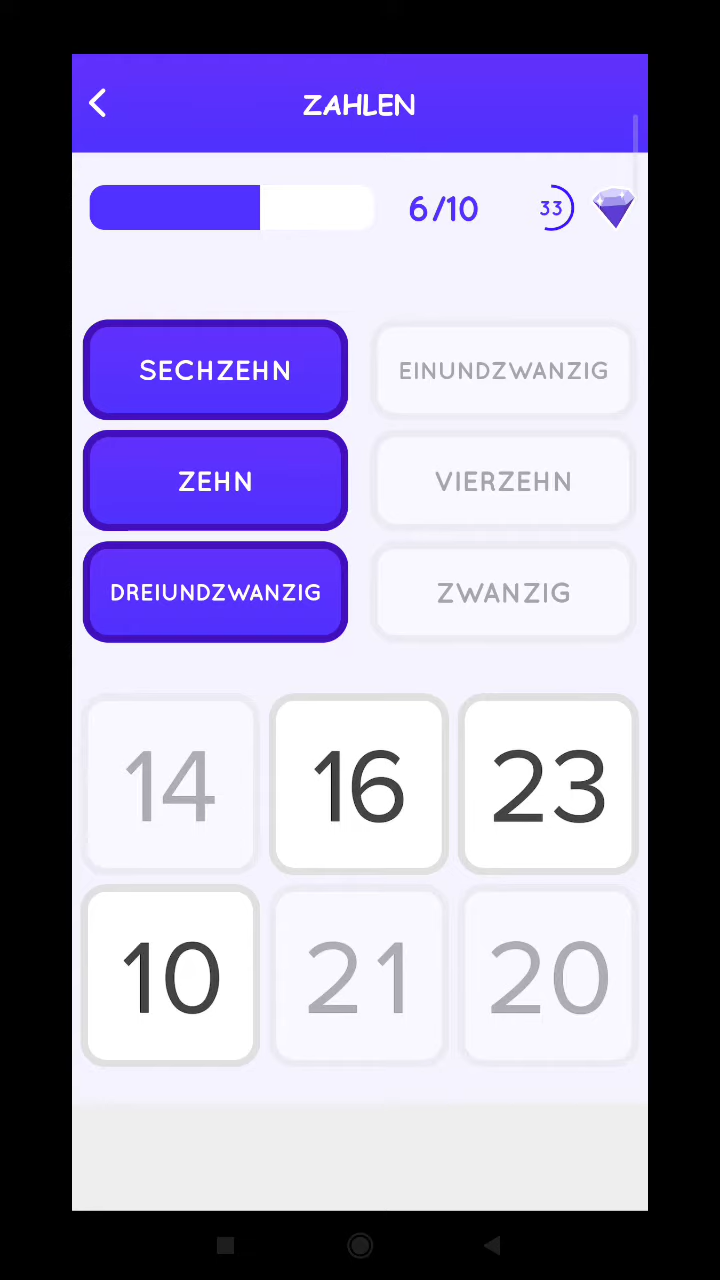 ZAHLEN
6/10
33
SECHZEHN
EINUNDZWANZIG
ZEHN
VIERZEHN
DREIUNDZWANZIG
ZWANZIG
14
16
23
10
21
20